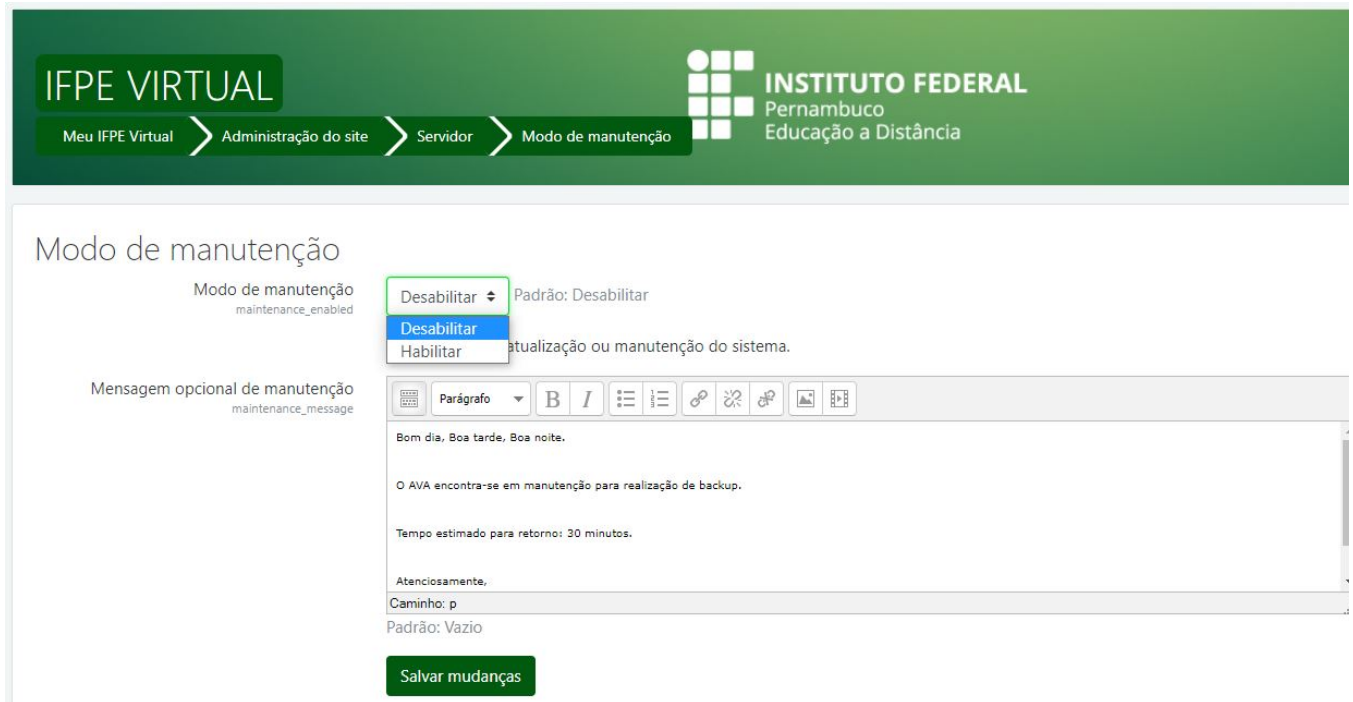 IFPE VIRTUAL
Meu IFPE Virtual Administração do site Servidor Modo de manutenção
INSTITUTO FEDERAL
Pernambuco
Educação a Distância
Modo de manutenção
Modo de manutenção
maintenance_enabled
Desabilitar Padrão: Desabilitar
Desabilitar
Habilitar
atualização ou manutenção do sistema.
Mensagem opcional de manutenção
maintenance_message
Parágrafo B I
Bom dia, Boa tarde, Boa noite.
O AVA encontra-se em manutenção para realização de backup.
Tempo estimado para retorno: 30 minutos.
Atenciosamente,
Caminho: p
Padrão: Vazio
Salvar mudanças